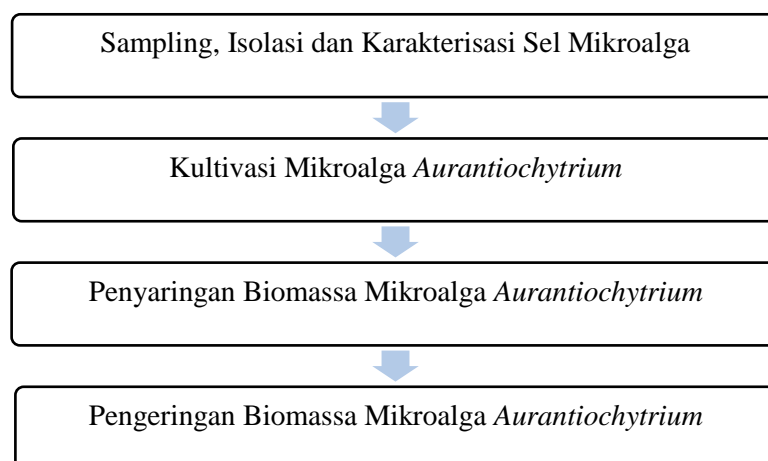 Sampling, Isolasi dan Karakterisasi Sel Mikroalga
Kultivasi Mikroalga Aurantiochytrium
Penyaringan Biomassa Mikroalga Aurantiochytrium
Pengeringan Biomassa Mikroalga Aurantiochytrium